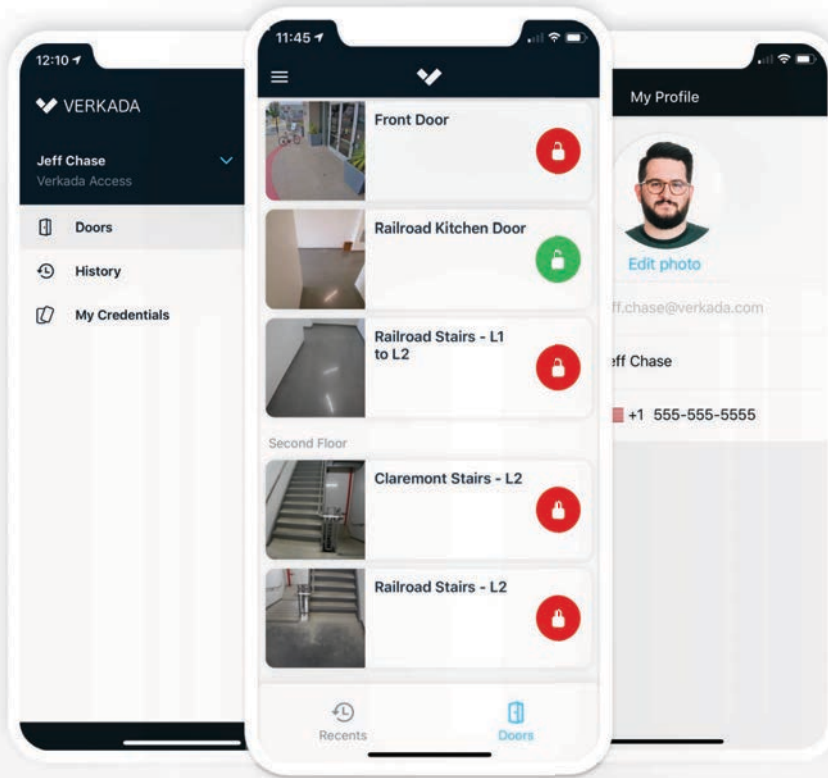 12:10
VERKADA
Jeff Chase
Verkada Access
Doors
History
My Credentials
11:45
Front Door
Railroad Kitchen Door
Railroad Stairs - L1
to L2
Second Floor
Claremont Stairs - L2
Railroad Stairs - L2
Recents
Doors
My Profile
Edit photo
ff.chase@verkada.com
eff Chase
+1 555-555-5555